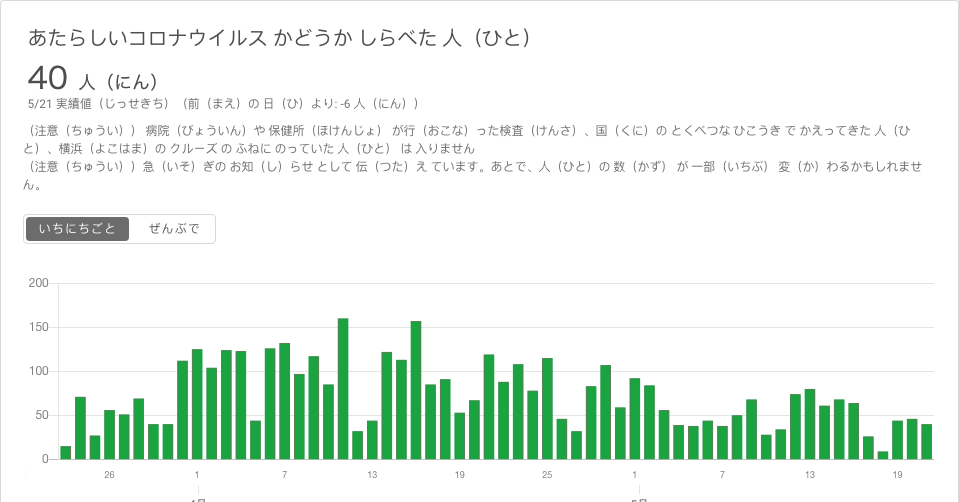 あたらしいコロナウイルス かどうか しらべた 人（ひと）
40 人（にん）
5/21 実績値（じっせきち）（前（まえ）の 日（ひ）より: -6 人（にん））
（注意（ちゅうい）） 病院（びょういん）や 保健所（ほけんじょ） が行（おこな）った検査（けんさ）、国（くに）の とくべつな ひこうき で かえってきた 人（ひ
と）、横浜（よこはま）の クルーズ の ふねに のっていた 人（ひと） は 入りません
（注意（ちゅうい））急（いそ）ぎの お知（し）らせ として 伝（つた）え ています。あとで、人（ひと）の 数（かず） が 一部（いちぶ） 変（か）わるかもしれませ
ん。
いちにちごと ぜんぶで
200
150
100
50
0
26 1 7 13 19 25 1 7 13 19